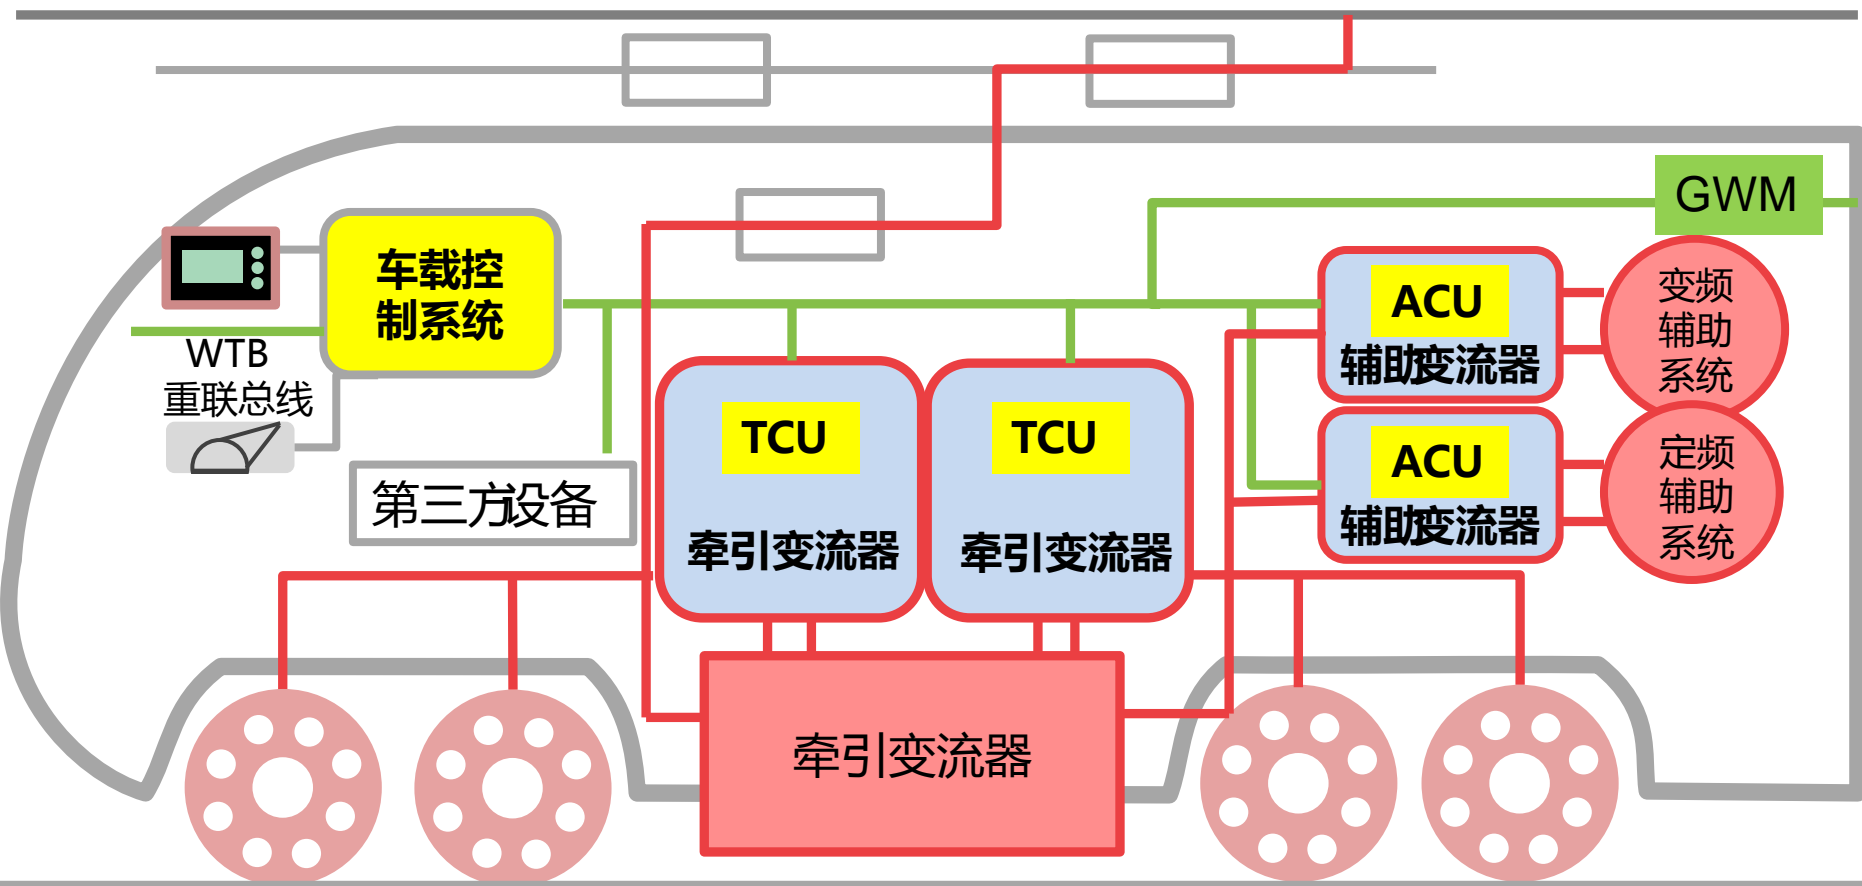 GWM
车载控
制系统
WTB
重联总线
第三方设备
TCU
牵引变流器
TCU
牵引变流器
ACU
辅助变流器
变频
辅助
系统
ACU
辅助变流器
定频
辅助
系统
牵引变流器